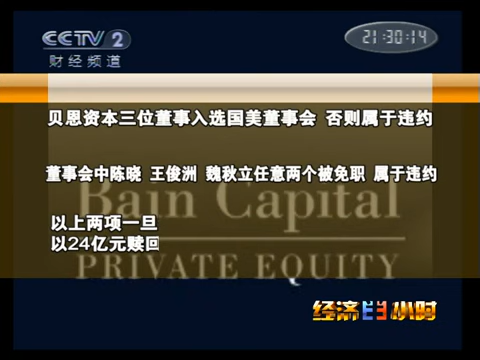 CCTV 2
财经频道
21:30:14
贝恩资本三位董事入选国美董事会 否则属于违约
董事会中陈晓 王俊洲 魏秋立任意两个被免职 属于违约
以上两项一旦
以24亿元赎回
Bain Capital
PRIVATE EQUITY
经济半小时